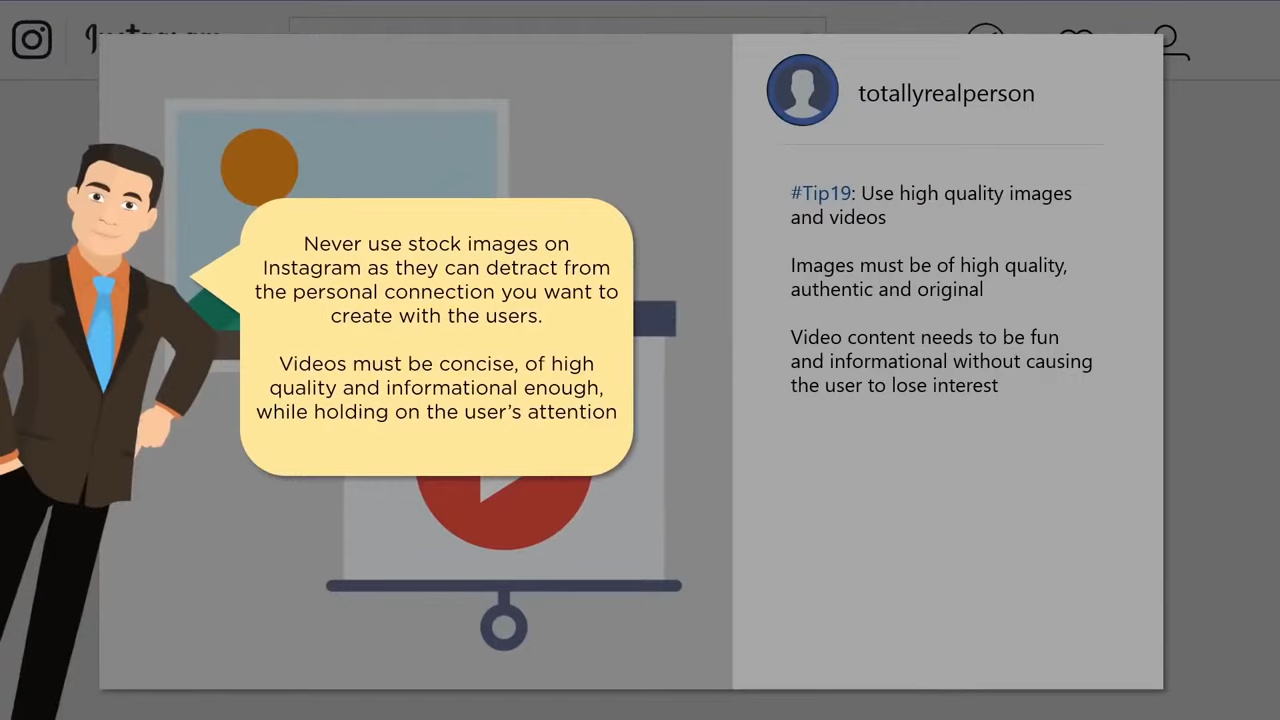 Instagram
totallyrealperson
#Tip19: Use high quality images
and videos
Images must be of high quality,
authentic and original
Video content needs to be fun
and informational without causing
the user to lose interest
Never use stock images on
Instagram as they can detract from
the personal connection you want to
create with the users.
Videos must be concise, of high
quality and informational enough,
while holding on the user’s attention